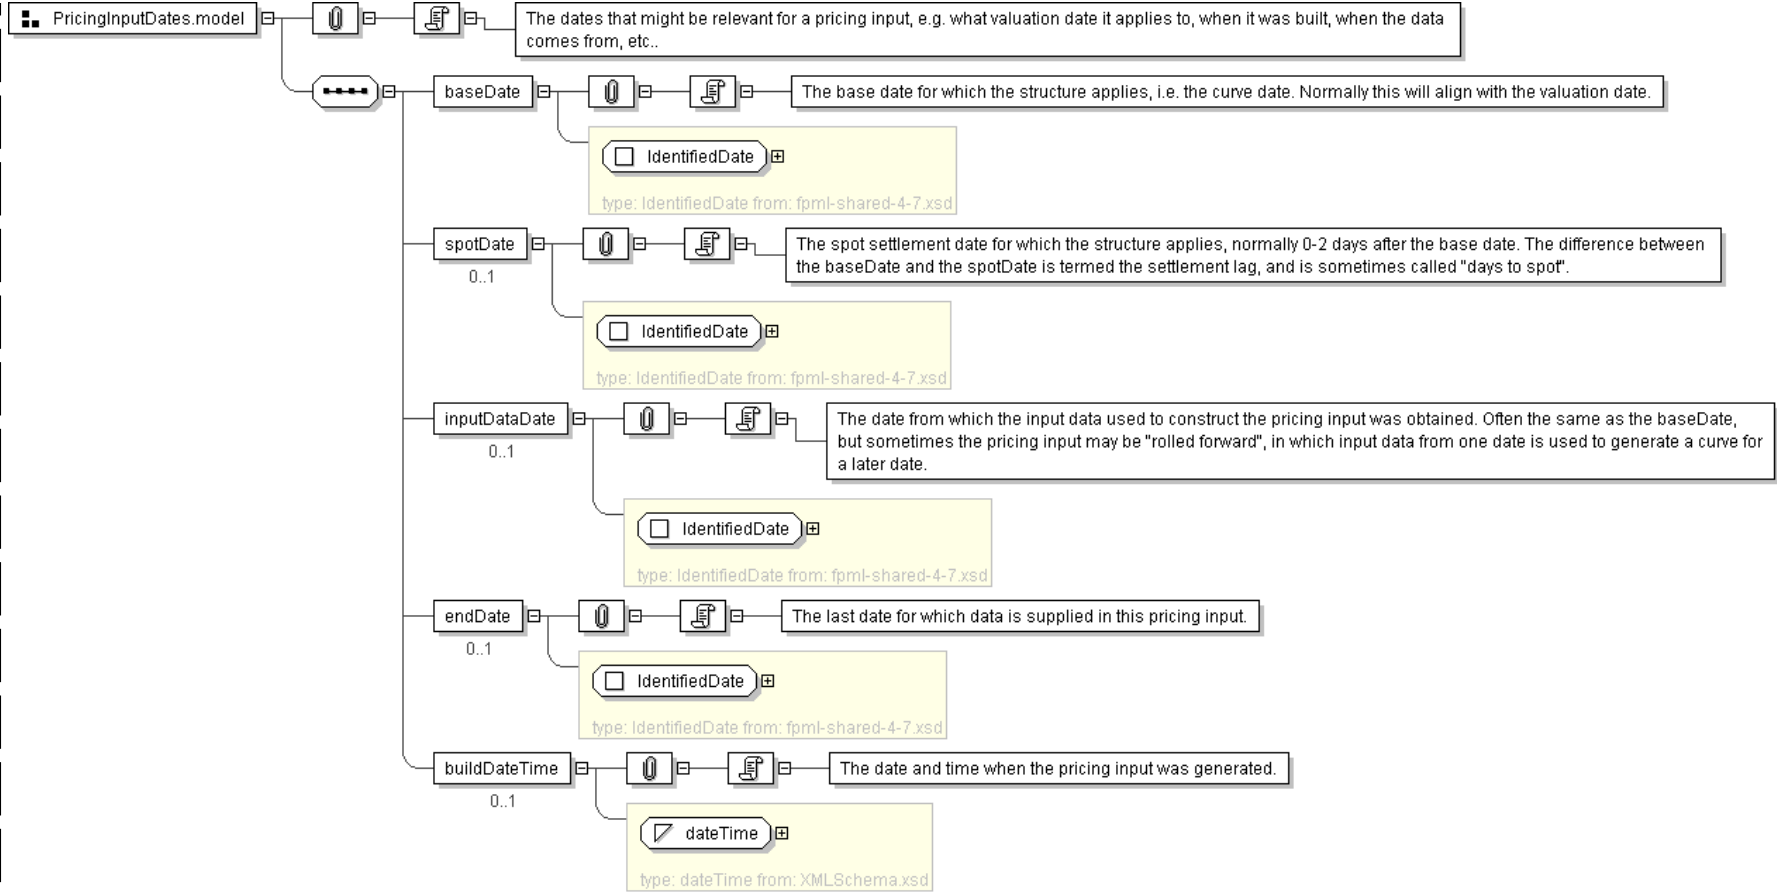 PricingInputDates.model
The dates that might be relevant for a pricing input, e.g. what valuation date it applies to, when it was built, when the data
comes from, etc..
baseDate
The base date for which the structure applies, i.e. the curve date. Normally this will align with the valuation date.
IdentifiedDate
type: IdentifiedDate from: fpml-shared-4-7.xsd
spotDate
0..1
The spot settlement date for which the structure applies, normally 0-2 days after the base date. The difference between
the baseDate and the spotDate is termed the settlement lag, and is sometimes called "days to spot".
IdentifiedDate
type: IdentifiedDate from: fpml-shared-4-7.xsd
inputDataDate
0..1
The date from which the input data used to construct the pricing input was obtained. Often the same as the baseDate,
but sometimes the pricing input may be "rolled forward", in which input data from one date is used to generate a curve for
a later date.
IdentifiedDate
type: IdentifiedDate from: fpml-shared-4-7.xsd
endDate
0..1
The last date for which data is supplied in this pricing input.
IdentifiedDate
type: IdentifiedDate from: fpml-shared-4-7.xsd
buildDateTime
0..1
The date and time when the pricing input was generated.
dateTime
type: dateTime from: XMLSchema.xsd